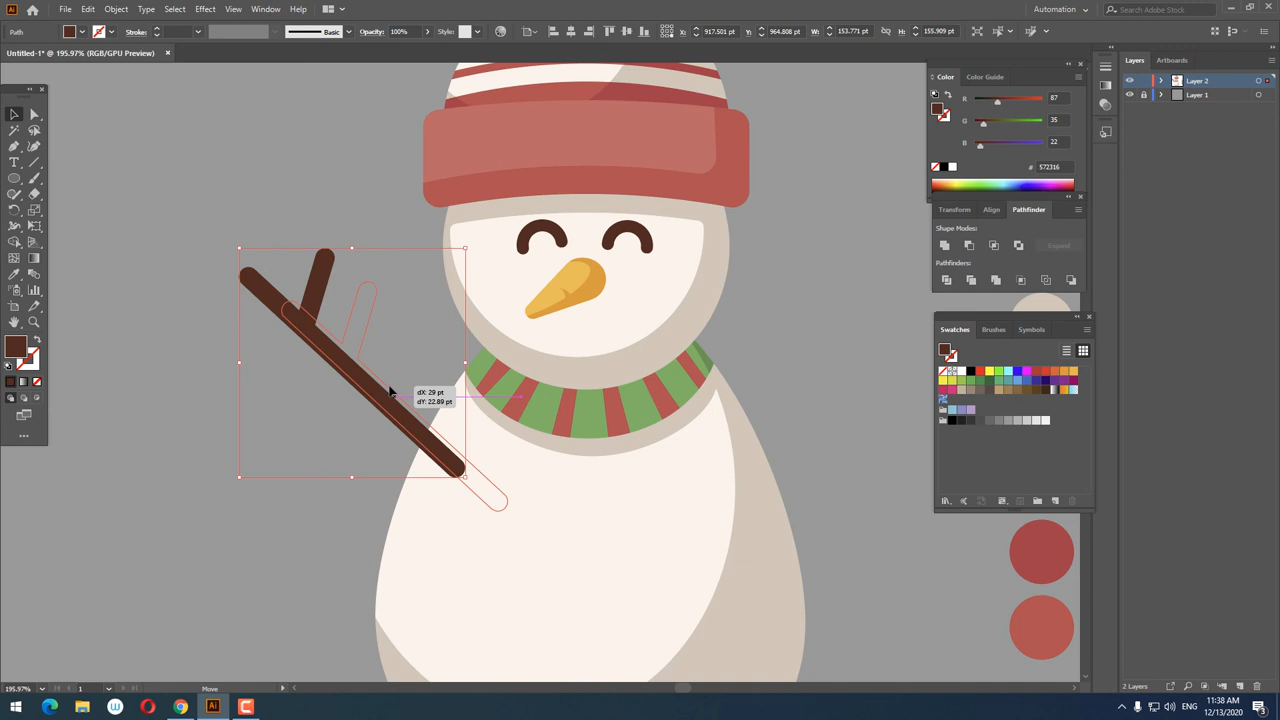 Ai File Edit Object Type Select Effect View Window Help Automation Search Adobe Stock
Path Stroke: Basic Opacity: 100% Style: X: 917.501 pt Y: 964.808 pt W: 153.771 pt H: 155.909 pt
Untitled-1* @ 195.97% (RGB/GPU Preview) ×
Layers Artboards
Layer 2
Layer 1
Color Color Guide
R 87
G 35
B 22
# 572316
Transform Align Pathfinder
Shape Modes:
Expand
Pathfinders:
Swatches Brushes Symbols
dX: 29 pt
dY: 22.89 pt
195.97% 1 Move 2 Layers
Ai ENG 11:38 AM
12/13/2020 3